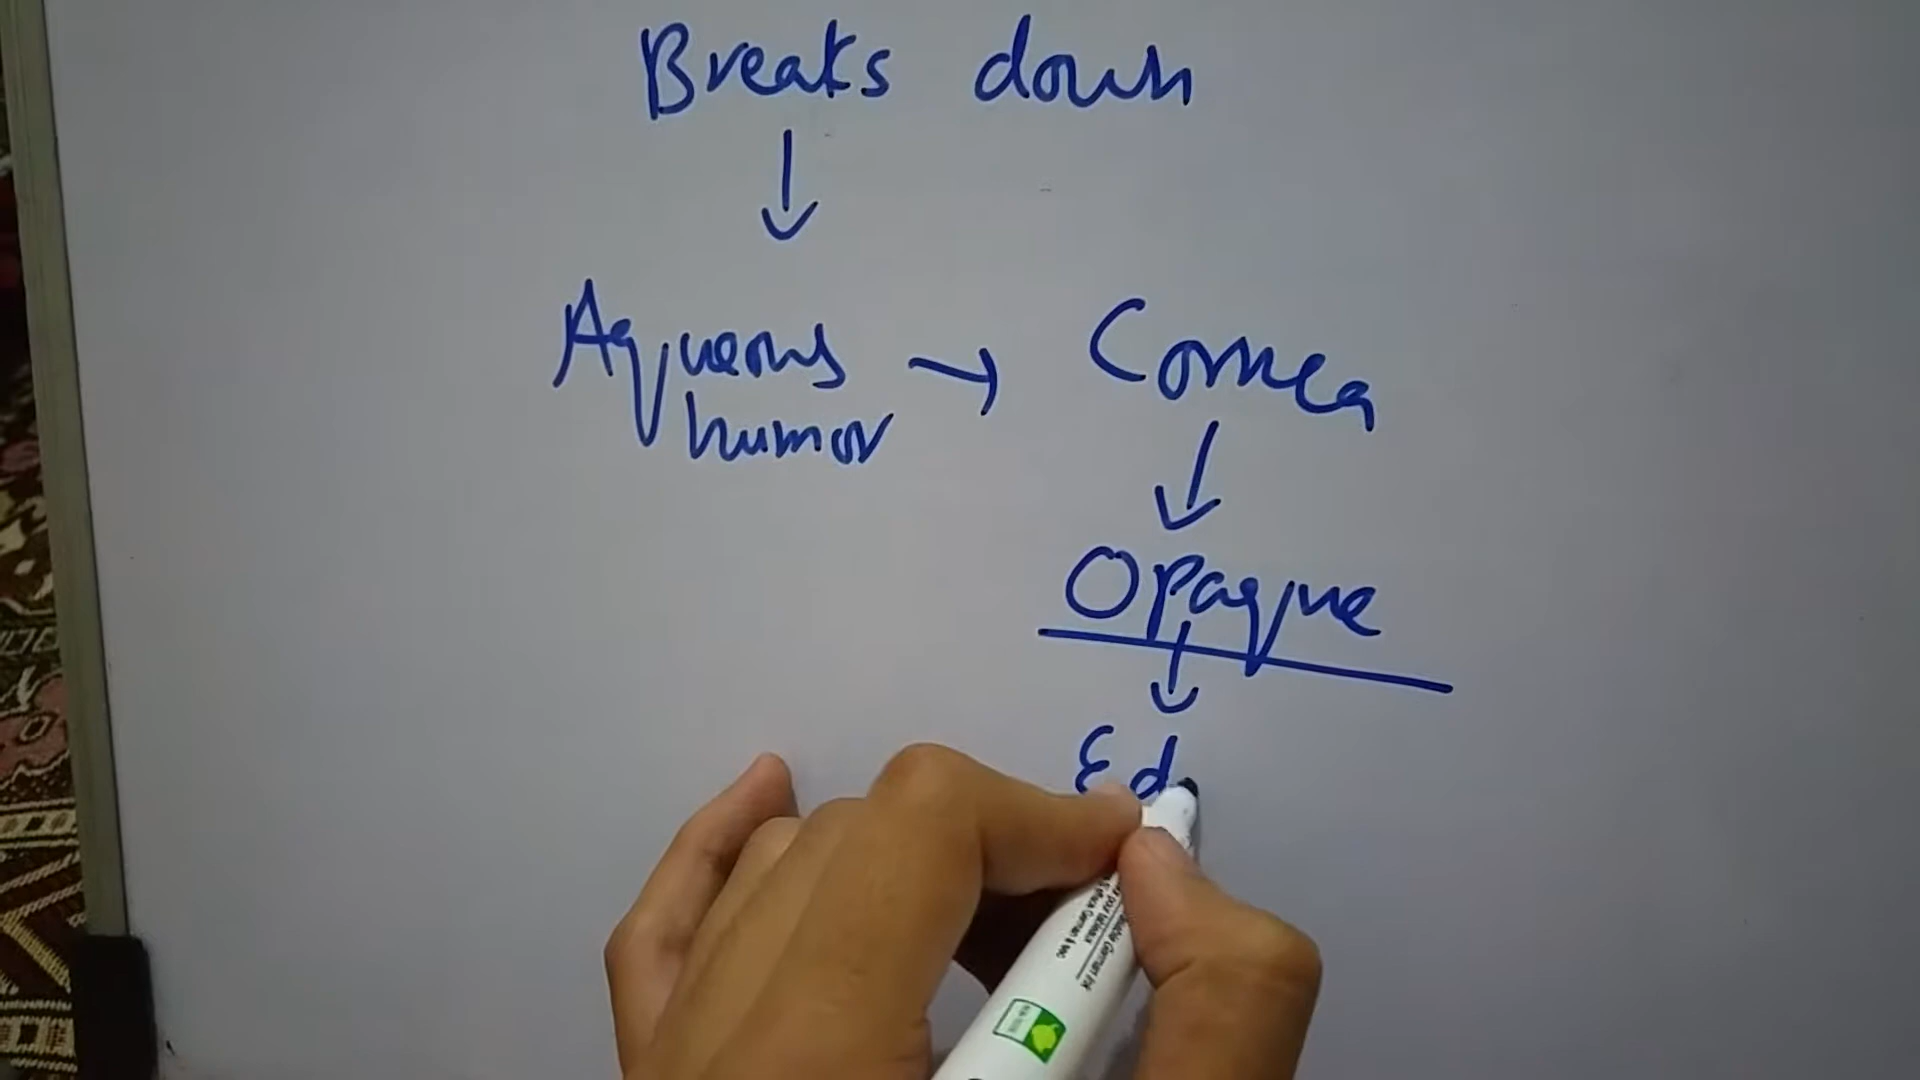 Breaks down
Aqueous → Cornea
humor
Opaque
Ed